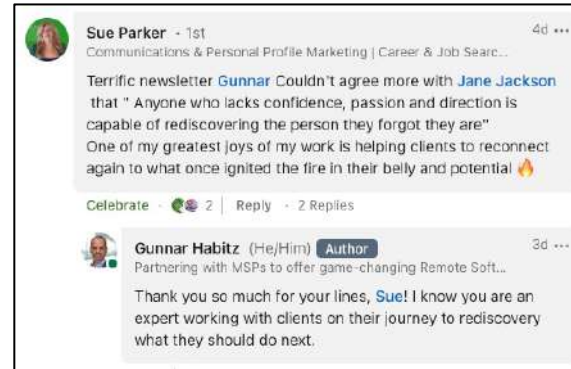 Sue Parker · 1st
4d
Communications & Personal Profile Marketing | Career & Job Searc...
Terrific newsletter Gunnar Couldn't agree more with Jane Jackson
that " Anyone who lacks confidence, passion and direction is
capable of rediscovering the person they forgot they are"
One of my greatest joys of my work is helping clients to reconnect
again to what once ignited the fire in their belly and potential 🔥
Celebrate · 2 | Reply · 2 Replies
Gunnar Habitz (He/Him) Author
3d
Partnering with MSPs to offer game-changing Remote Soft...
Thank you so much for your lines, Sue! I know you are an
expert working with clients on their journey to rediscovery
what they should do next.